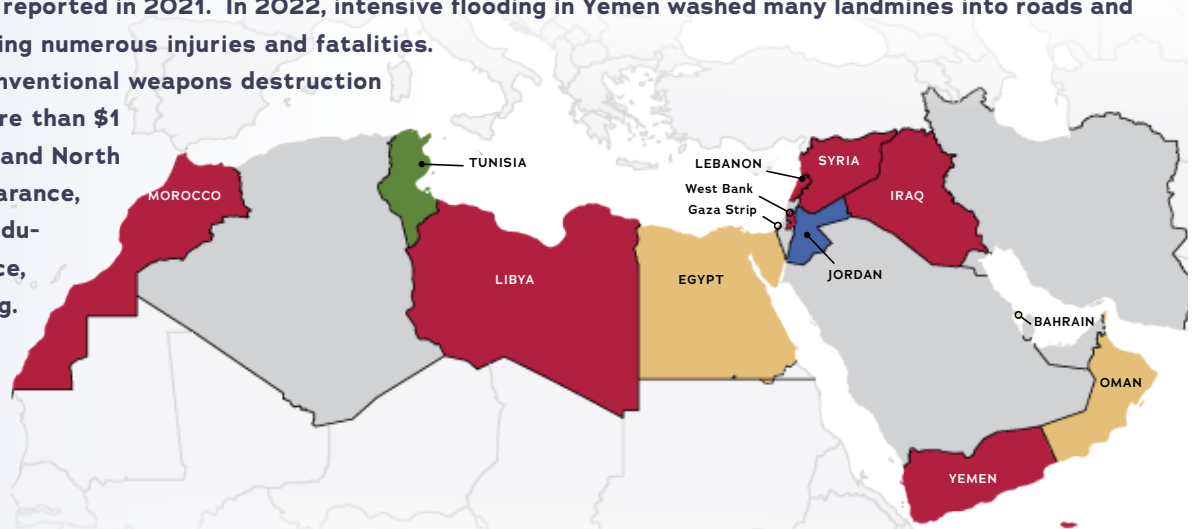 reported in 2021. In 2022, intensive flooding in Yemen washed many landmines into roads and
ing numerous injuries and fatalities.
nventional weapons destruction
re than $1
and North
arance,
du-
ce,
g.
TUNISIA
LEBANON
SYRIA
West Bank
MOROCCO
IRAQ
Gaza Strip
JORDAN
LIBYA
EGYPT
BAHRAIN
OMAN
YEMEN